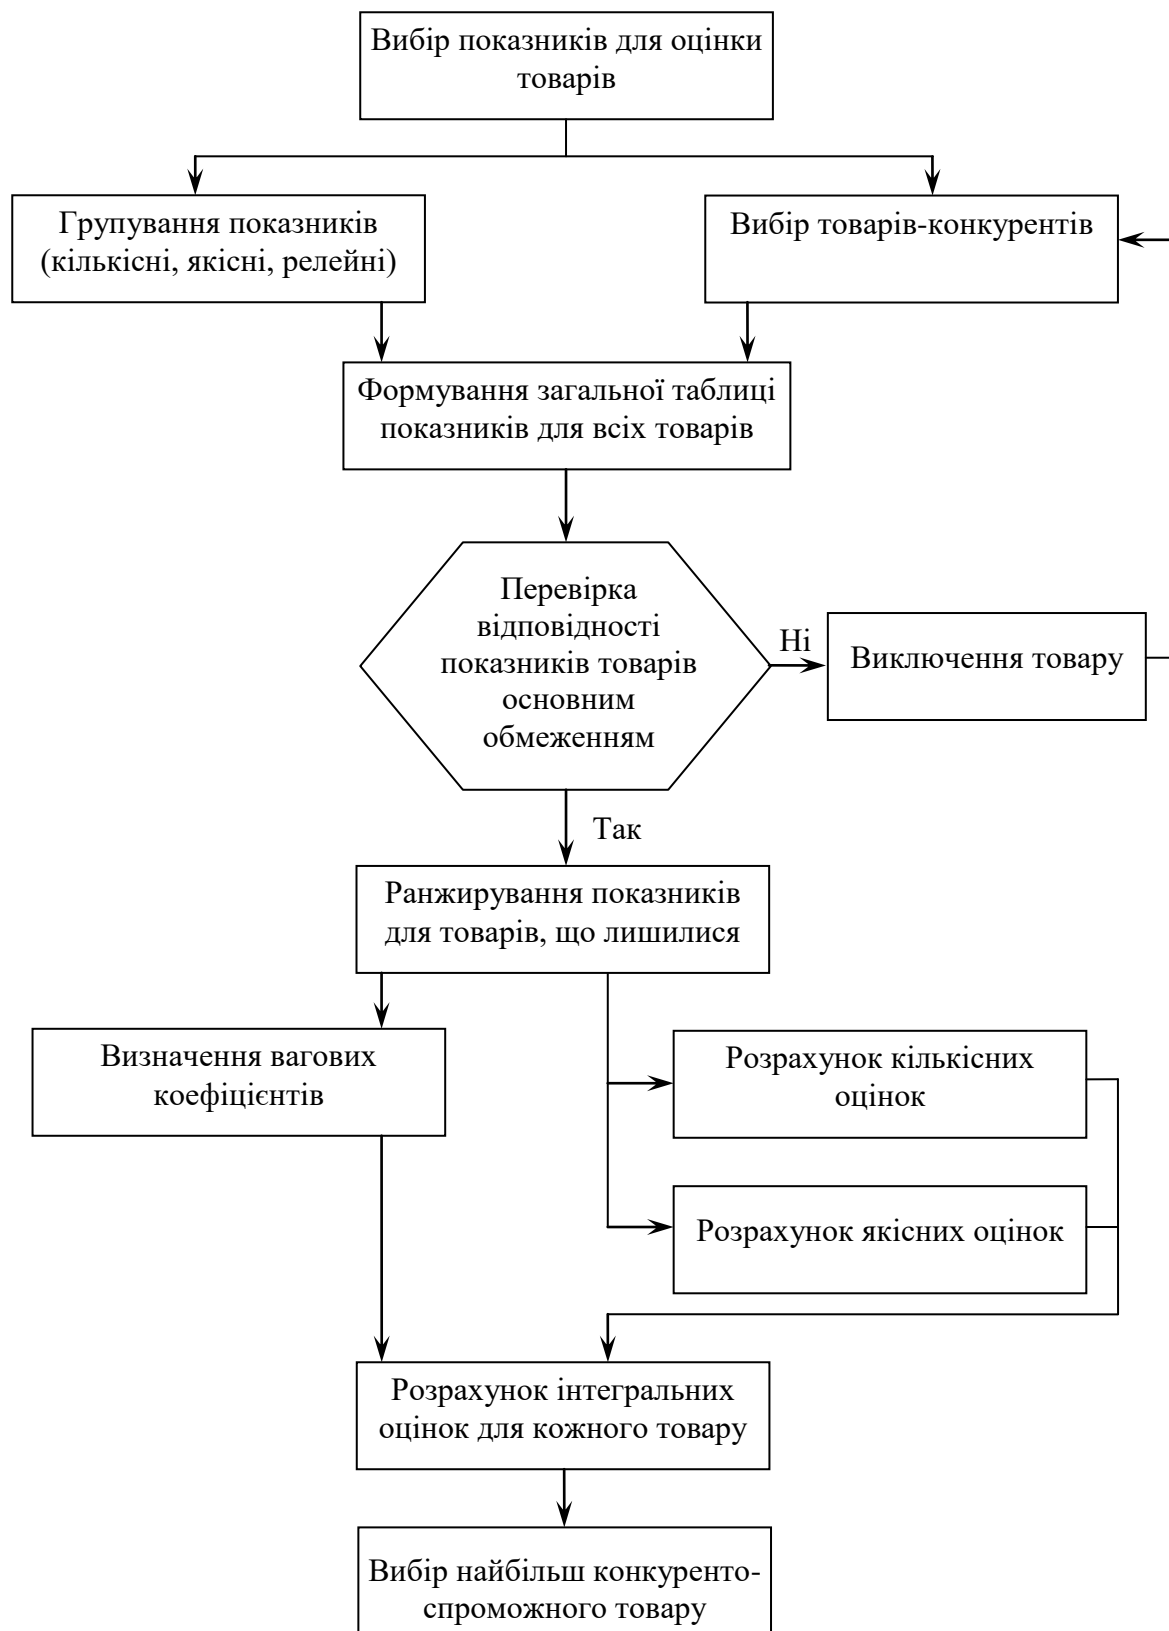 Вибір показників для оцінки
товарів
Групування показників
(кількісні, якісні, релейні)
Вибір товарів-конкурентів
Формування загальної таблиці
показників для всіх товарів
Перевірка
відповідності
показників товарів
основним
обмеженням
Ні
Виключення товару
Так
Ранжирування показників
для товарів, що лишилися
Визначення вагових
коефіцієнтів
Розрахунок кількісних
оцінок
Розрахунок якісних оцінок
Розрахунок інтегральних
оцінок для кожного товару
Вибір найбільш конкуренто-
спроможного товару